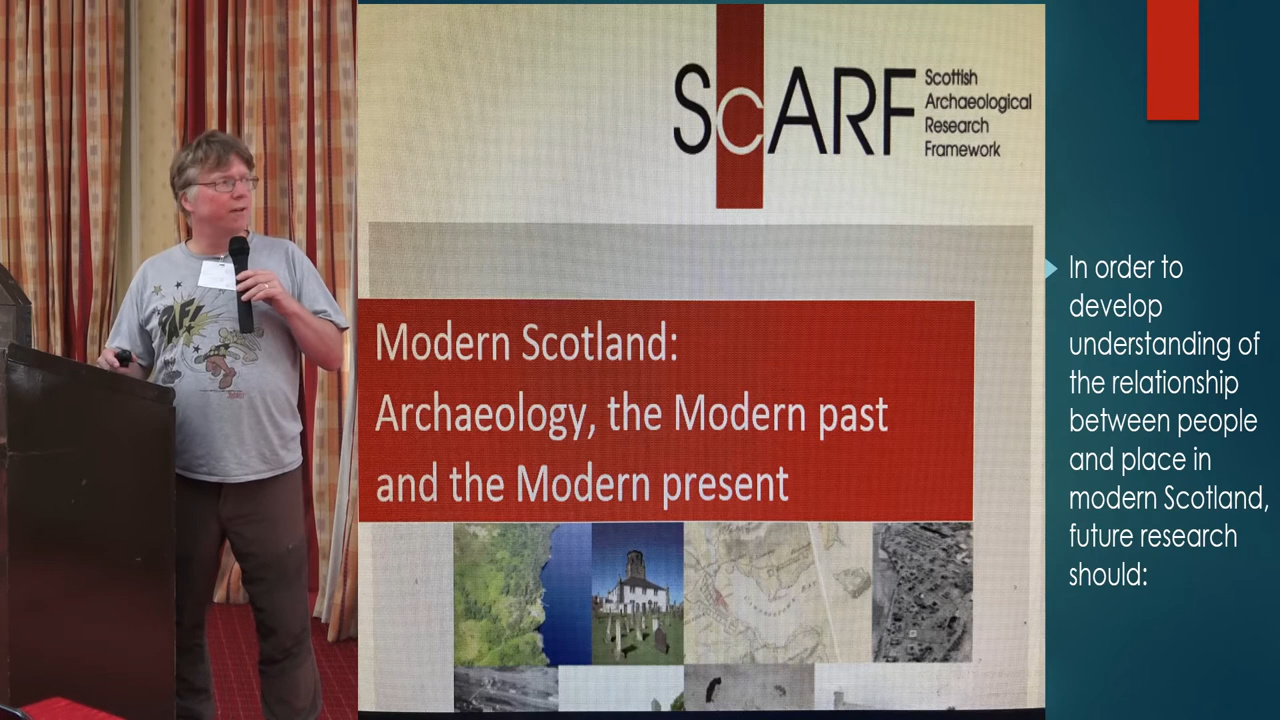 PAF!
ScARF
Scottish
Archaeological
Research
Framework
Modern Scotland:
Archaeology, the Modern past
and the Modern present
In order to
develop
understanding of
the relationship
between people
and place in
modern Scotland,
future research
should: